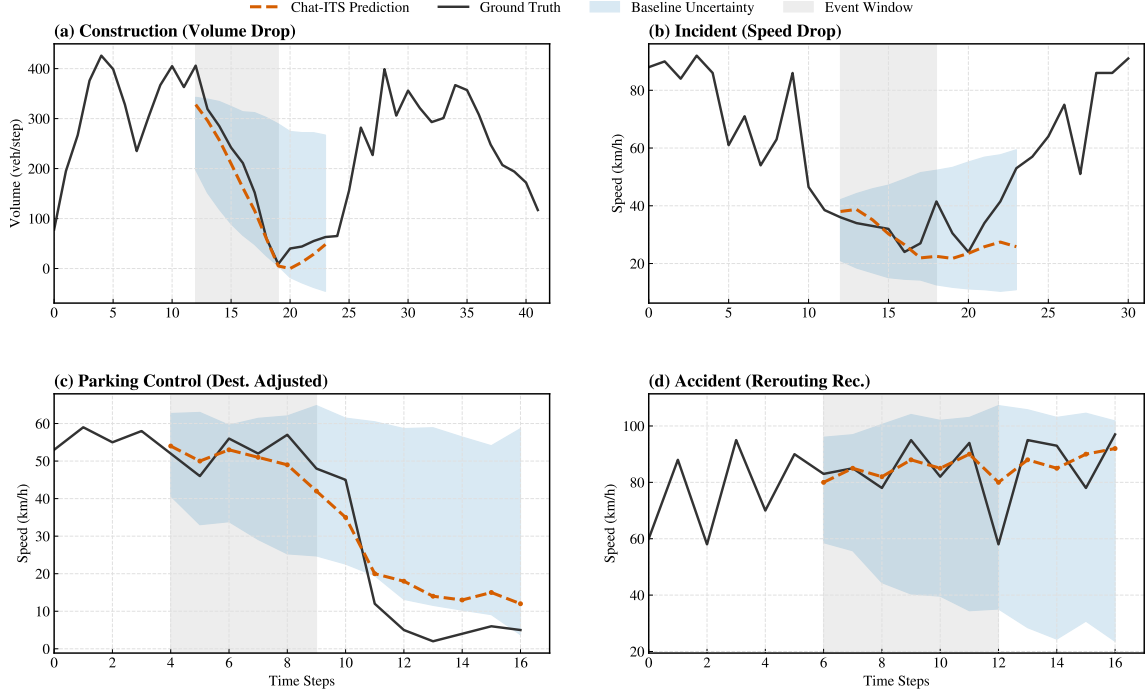 Chat-ITS Prediction Ground Truth Baseline Uncertainty Event Window
(a) Construction (Volume Drop)
Volume (veh/step)
400
300
200
100
0
0 5 10 15 20 25 30 35 40
(b) Incident (Speed Drop)
Speed (km/h)
80
60
40
20
0 5 10 15 20 25 30
(c) Parking Control (Dest. Adjusted)
Speed (km/h)
60
50
40
30
20
10
0
0 2 4 6 8 10 12 14 16
Time Steps
(d) Accident (Rerouting Rec.)
Speed (km/h)
100
80
60
40
20
0 2 4 6 8 10 12 14 16
Time Steps